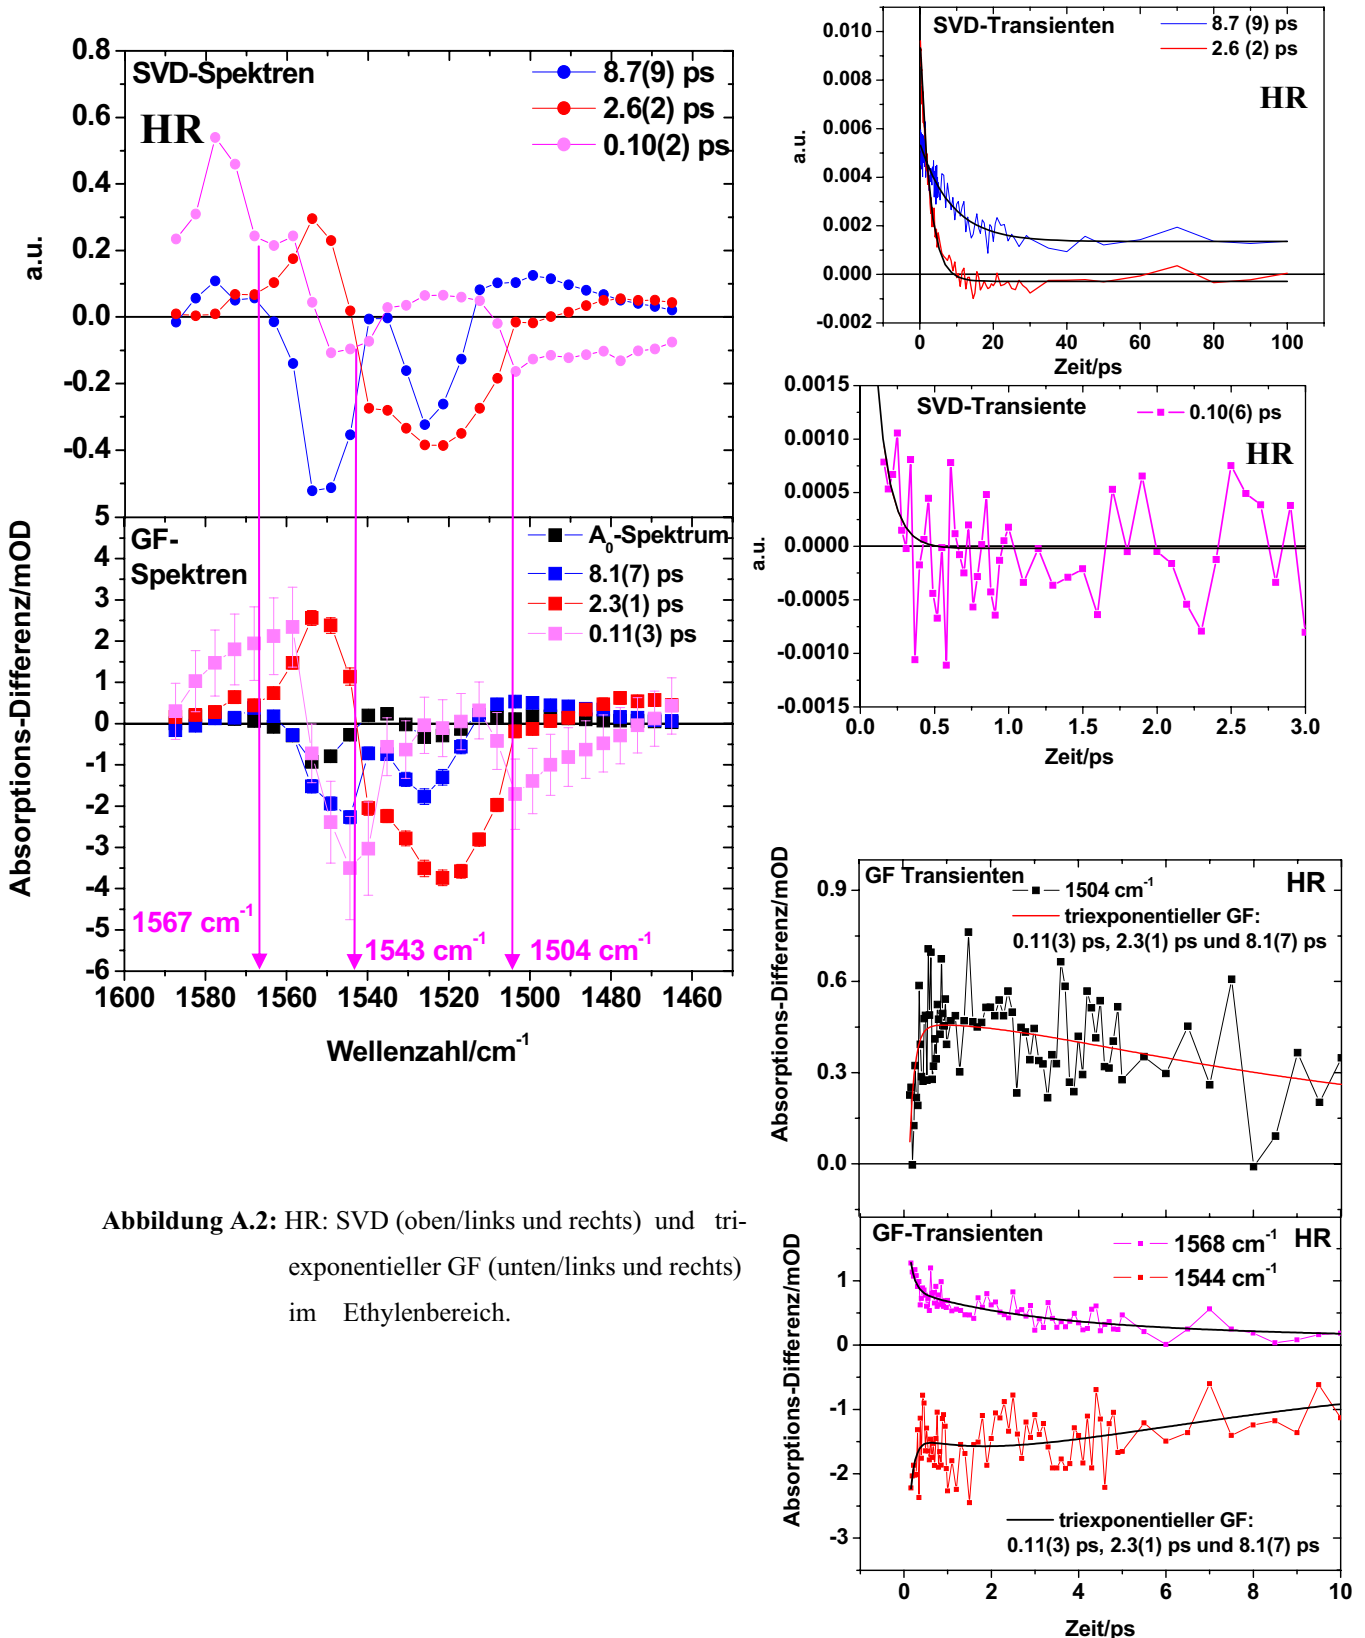 0.8
SVD-Spektren
HR
8.7(9) ps
2.6(2) ps
0.10(2) ps
0.6
0.4
0.2
0.0
-0.2
-0.4
a.u.
5
GF-
Spektren
A0-Spektrum
8.1(7) ps
2.3(1) ps
0.11(3) ps
4
3
2
1
0
-1
-2
-3
-4
-5
-6
Absorptions-Differenz/mOD
1567 cm-1
1543 cm-1
1504 cm-1
1600 1580 1560 1540 1520 1500 1480 1460
Wellenzahl/cm-1
Abbildung A.2: HR: SVD (oben/links und rechts) und tri-
exponentieller GF (unten/links und rechts)
im Ethylenbereich.
0.010
SVD-Transienten
8.7 (9) ps
2.6 (2) ps
HR
0.008
0.006
0.004
0.002
0.000
-0.002
a.u.
0 20 40 60 80 100
Zeit/ps
0.0015
SVD-Transiente
0.10(6) ps
HR
0.0010
0.0005
0.0000
-0.0005
-0.0010
-0.0015
a.u.
0.0 0.5 1.0 1.5 2.0 2.5 3.0
Zeit/ps
GF Transienten
HR
1504 cm-1
triexponentieller GF:
0.11(3) ps, 2.3(1) ps und 8.1(7) ps
0.9
0.6
0.3
0.0
Absorptions-Differenz/mOD
GF-Transienten
HR
1568 cm-1
1544 cm-1
1
0
-1
-2
-3
Absorptions-Differenz/mOD
triexponentieller GF:
0.11(3) ps, 2.3(1) ps und 8.1(7) ps
0 2 4 6 8 10
Zeit/ps